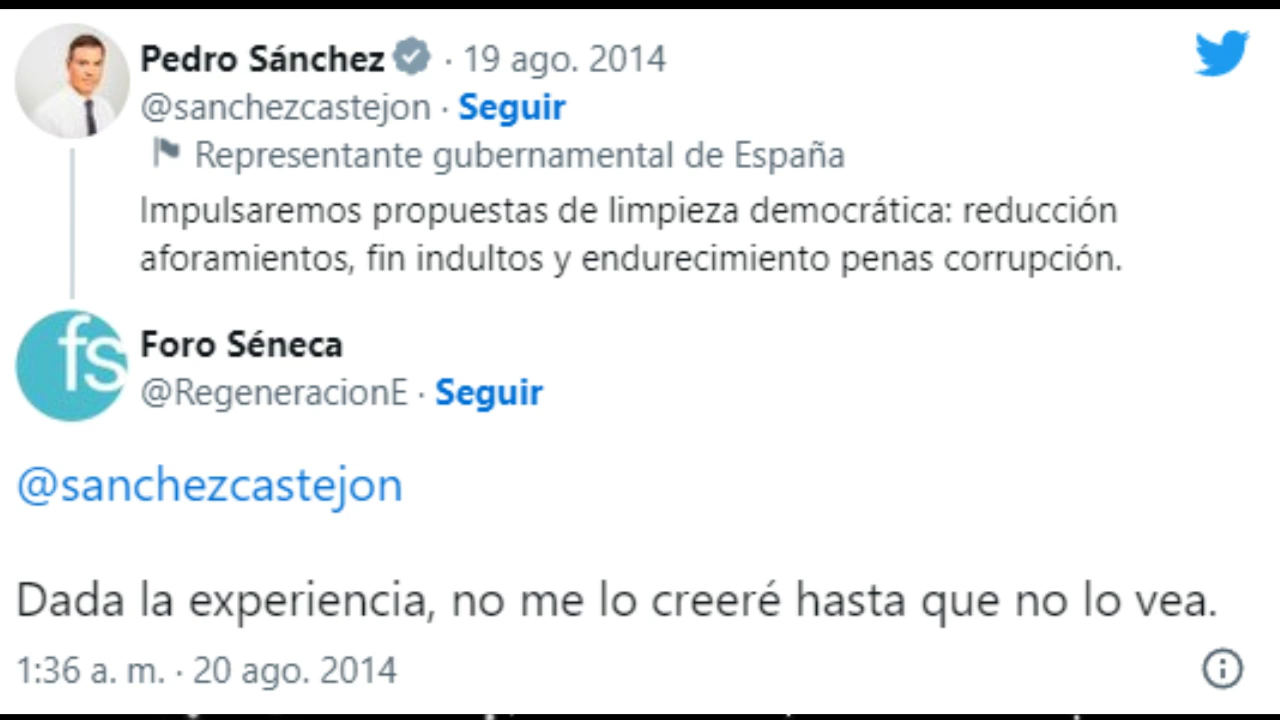 Pedro Sánchez · 19 ago. 2014
@sanchezcastejon · Seguir
Representante gubernamental de España
Impulsaremos propuestas de limpieza democrática: reducción
aforamientos, fin indultos y endurecimiento penas corrupción.
fs
Foro Séneca
@RegeneracionE · Seguir
@sanchezcastejon
Dada la experiencia, no me lo creeré hasta que no lo vea.
1:36 a. m. · 20 ago. 2014